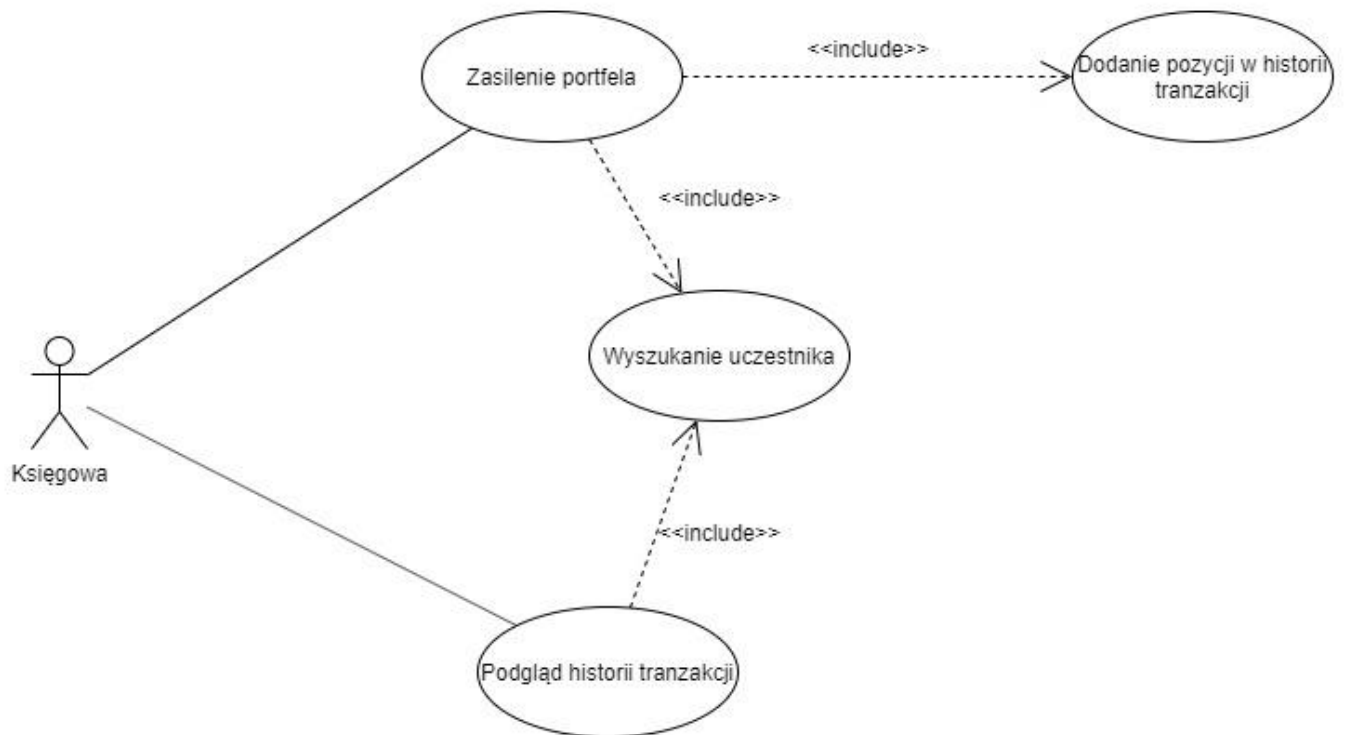 Zasilenie portfela
<<include>>
Dodanie pozycji w historii
tranzakcji
<<include>>
Wyszukanie uczestnika
Księgowa
<<include>>
Podgląd historii tranzakcji